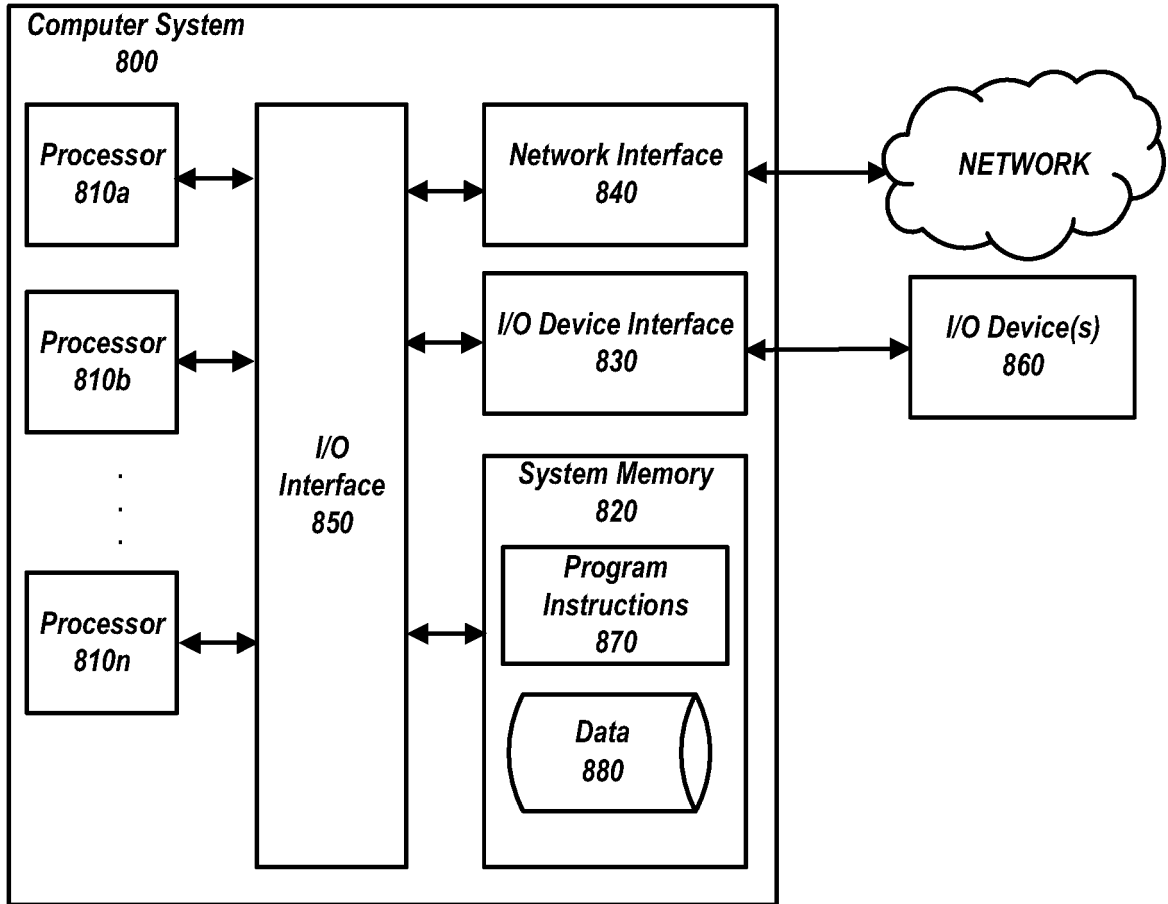 Computer System
800
Processor
810a
Processor
810b
.
.
.
Processor
810n
I/O
Interface
850
Network Interface
840
I/O Device Interface
830
System Memory
820
Program
Instructions
870
Data
880
NETWORK
I/O Device(s)
860